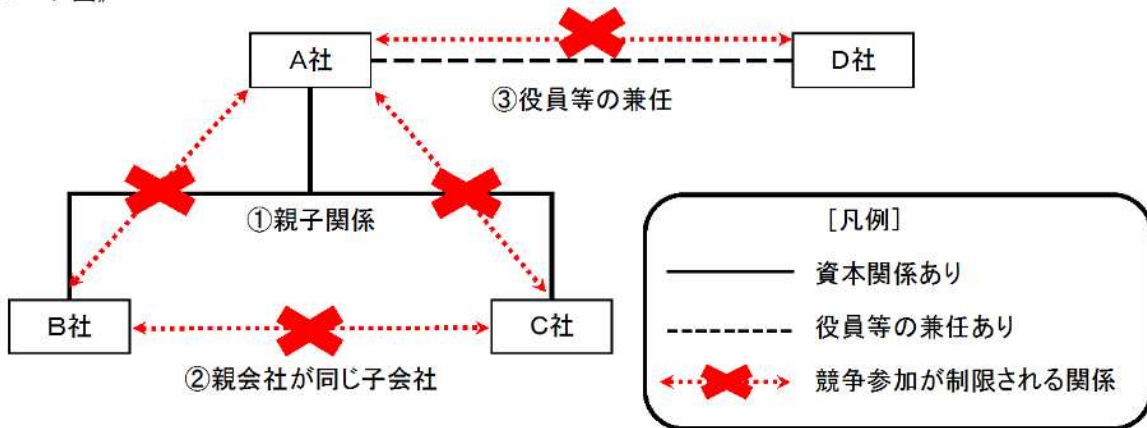 A社
D社
③役員等の兼任
①親子関係
B社
C社
②親会社が同じ子会社
［凡例］
資本関係あり
役員等の兼任あり
競争参加が制限される関係